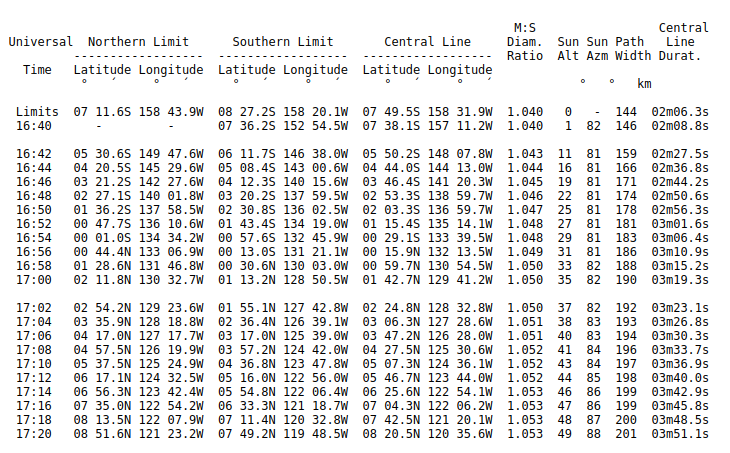 M:S Central
Universal Northern Limit Southern Limit Central Line Diam. Sun Sun Path Line
------------------ ------------------ ------------------ Ratio Alt Azm Width Durat.
Time Latitude Longitude Latitude Longitude Latitude Longitude
° ´ ° ´ ° ´ ° ´ ° ´ ° ´ ° ° km
Limits 07 11.6S 158 43.9W 08 27.2S 158 20.1W 07 49.5S 158 31.9W 1.040 0 - 144 02m06.3s
16:40 - - 07 36.2S 152 54.5W 07 38.1S 157 11.2W 1.040 1 82 146 02m08.8s
16:42 05 30.6S 149 47.6W 06 11.7S 146 38.0W 05 50.2S 148 07.8W 1.043 11 81 159 02m27.5s
16:44 04 20.5S 145 29.6W 05 08.4S 143 00.6W 04 44.0S 144 13.0W 1.044 16 81 166 02m36.8s
16:46 03 21.2S 142 27.6W 04 12.3S 140 15.6W 03 46.4S 141 20.3W 1.045 19 81 171 02m44.2s
16:48 02 27.1S 140 01.8W 03 20.2S 137 59.5W 02 53.3S 138 59.7W 1.046 22 81 174 02m50.6s
16:50 01 36.2S 137 58.5W 02 30.8S 136 02.5W 02 03.3S 136 59.7W 1.047 25 81 178 02m56.3s
16:52 00 47.7S 136 10.6W 01 43.4S 134 19.0W 01 15.4S 135 14.1W 1.048 27 81 181 03m01.6s
16:54 00 01.0S 134 34.2W 00 57.6S 132 45.9W 00 29.1S 133 39.5W 1.048 29 81 183 03m06.4s
16:56 00 44.4N 133 06.9W 00 13.0S 131 21.1W 00 15.9N 132 13.5W 1.049 31 81 186 03m10.9s
16:58 01 28.6N 131 46.8W 00 30.6N 130 03.0W 00 59.7N 130 54.5W 1.050 33 82 188 03m15.2s
17:00 02 11.8N 130 32.7W 01 13.2N 128 50.5W 01 42.7N 129 41.2W 1.050 35 82 190 03m19.3s
17:02 02 54.2N 129 23.6W 01 55.1N 127 42.8W 02 24.8N 128 32.8W 1.050 37 82 192 03m23.1s
17:04 03 35.9N 128 18.8W 02 36.4N 126 39.1W 03 06.3N 127 28.6W 1.051 38 83 193 03m26.8s
17:06 04 17.0N 127 17.7W 03 17.0N 125 39.0W 03 47.2N 126 28.0W 1.051 40 83 194 03m30.3s
17:08 04 57.5N 126 19.9W 03 57.2N 124 42.0W 04 27.5N 125 30.6W 1.052 41 84 196 03m33.7s
17:10 05 37.5N 125 24.9W 04 36.8N 123 47.8W 05 07.3N 124 36.1W 1.052 43 84 197 03m36.9s
17:12 06 17.1N 124 32.5W 05 16.0N 122 56.0W 05 46.7N 123 44.0W 1.052 44 85 198 03m40.0s
17:14 06 56.3N 123 42.4W 05 54.8N 122 06.4W 06 25.6N 122 54.1W 1.053 46 86 199 03m42.9s
17:16 07 35.0N 122 54.2W 06 33.3N 121 18.7W 07 04.3N 122 06.2W 1.053 47 86 199 03m45.8s
17:18 08 13.5N 122 07.9W 07 11.4N 120 32.8W 07 42.5N 121 20.1W 1.053 48 87 200 03m48.5s
17:20 08 51.6N 121 23.2W 07 49.2N 119 48.5W 08 20.5N 120 35.6W 1.053 49 88 201 03m51.1s